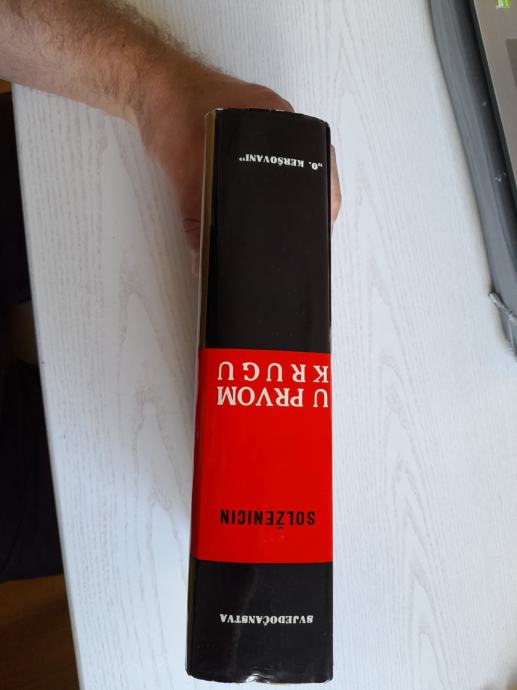 SVJEDOČANSTVA
SOLŽENICIN
U PRVOM
KRUGU
„O. KERŠOVANI”